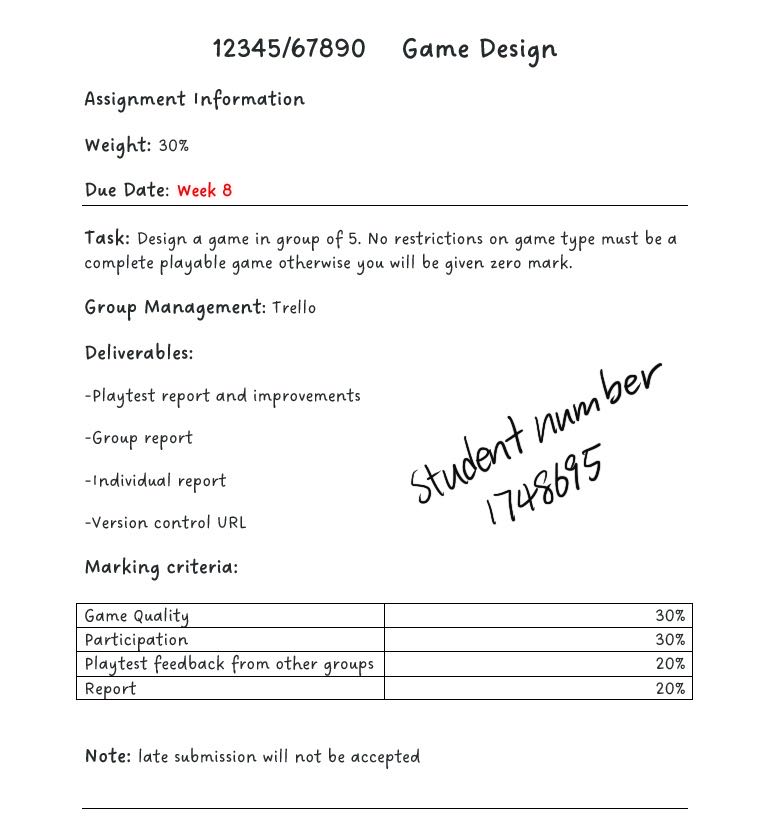 12345/67890 Game Design
Assignment Information
Weight: 30%
Due Date: Week 8
Task: Design a game in group of 5. No restrictions on game type must be a
complete playable game otherwise you will be given zero mark.
Group Management: Trello
Deliverables:
-Playtest report and improvements
-Group report
-Individual report
-Version control URL
Student number
1748695
Marking criteria:
Game Quality 30%
Participation 30%
Playtest feedback from other groups 20%
Report 20%
Note: late submission will not be accepted